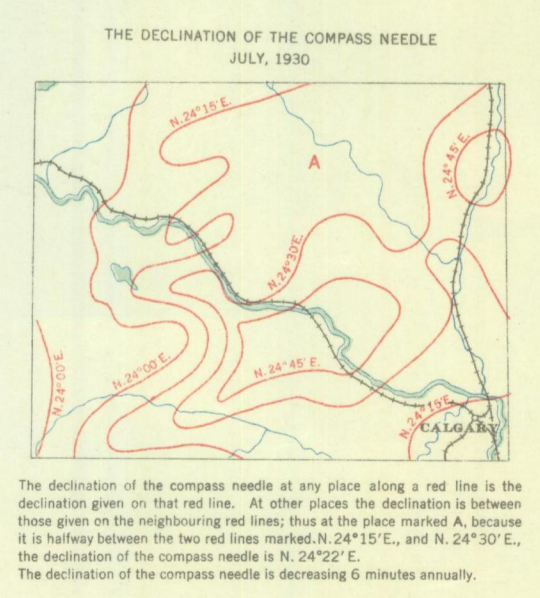 THE DECLINATION OF THE COMPASS NEEDLE
JULY, 1930
N.24°15'E.
A
N.24°45'E.
N.24°30'E.
N.24°00'E.
N.24°00'E.
N.24°45'E.
N.24°15'E.
CALGARY
The declination of the compass needle at any place along a red line is the
declination given on that red line. At other places the declination is between
those given on the neighbouring red lines; thus at the place marked A, because
it is halfway between the two red lines marked.N.24°15'E., and N. 24°30'E.,
the declination of the compass needle is N. 24°22'E.
The declination of the compass needle is decreasing 6 minutes annually.